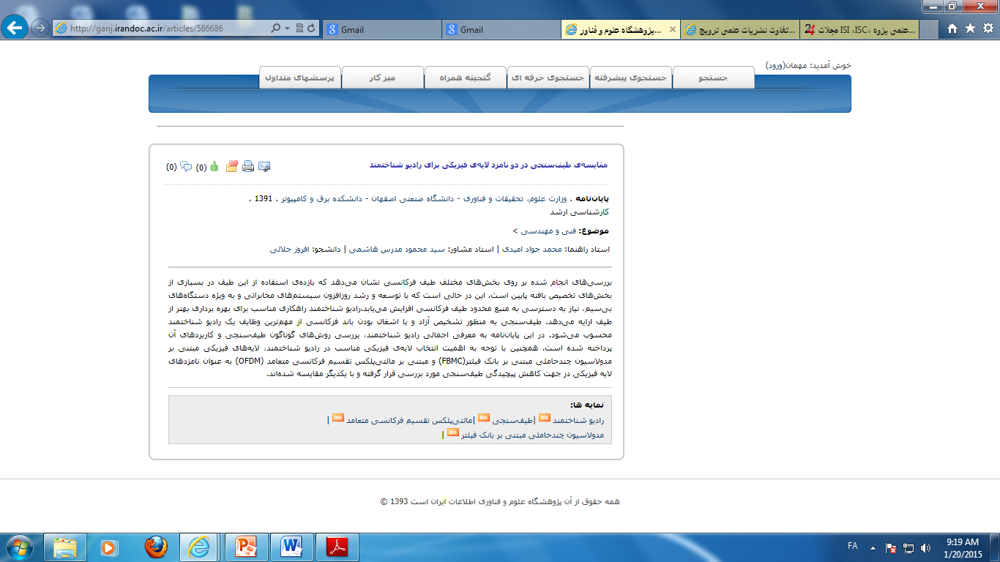 http://ganj.irandoc.ac.ir/articles/586686
Gmail
Gmail
پژوهشگاه علوم و فناور...
تفاوت نشریات علمی ترویج...
مجلات ISI ،ISC، علمی پژوه...
خوش آمدید: مهمان(ورود)
جستجو
جستجوی پیشرفته
جستجوی حرفه ای
گنجینه همراه
میز کار
پرسشهای متداول
مقایسه‌ی طیف‌سنجی در دو نامزد لایه‌ی فیزیکی برای رادیو شناختمند
(0) (0)
پایان‌نامه . وزارت علوم، تحقیقات و فناوری - دانشگاه صنعتی اصفهان - دانشکده برق و کامپیوتر . 1391 .
کارشناسی ارشد
موضوع: فنی و مهندسی >
استاد راهنما: محمد جواد امیدی | استاد مشاور: سید محمود مدرس هاشمی | دانشجو: افروز جلالی
بررسی‌های انجام شده بر روی بخش‌های مختلف طیف فرکانسی نشان می‌دهد که بازده‌ی استفاده از این طیف در بسیاری از
بخش‌های تخصیص یافته پایین است. این در حالی است که با توسعه و رشد روزافزون سیستم‌های مخابراتی و به ویژه دستگاه‌های
بی‌سیم، نیاز به دسترسی به منبع محدود طیف فرکانسی افزایش می‌یابد.رادیو شناختمند راهکاری مناسب برای بهره برداری بهتر از
طیف ارایه می‌دهد. طیف‌سنجی به منظور تشخیص آزاد و یا اشغال بودن باند فرکانسی از مهم‌ترین وظایف یک رادیو شناختمند
محسوب می‌شود. در این پایان‌نامه به معرفی اجمالی رادیو شناختمند، بررسی روش‌های گوناگون طیف‌سنجی و کاربردهای آن
پرداخته شده است. همچنین با توجه به اهمیت انتخاب لایه‌ی فیزیکی مناسب در رادیو شناختمند، لایه‌های فیزیکی مبتنی بر
مدولاسیون چندحاملی مبتنی بر بانک فیلتر(FBMC) و مبتنی بر مالتی‌پلکس تقسیم فرکانسی متعامد (OFDM) به عنوان نامزدهای
لایه فیزیکی در جهت کاهش پیچیدگی طیف‌سنجی مورد بررسی قرار گرفته و با یکدیگر مقایسه شده‌اند.
نمایه ها:
رادیو شناختمند RSS |طیف‌سنجی RSS |مالتی‌پلکس تقسیم فرکانسی متعامد RSS |
مدولاسیون چندحاملی مبتنی بر بانک فیلتر RSS |
همه حقوق از آن پژوهشگاه علوم و فناوری اطلاعات ایران است 1393 ©
FA
9:19 AM
1/20/2015